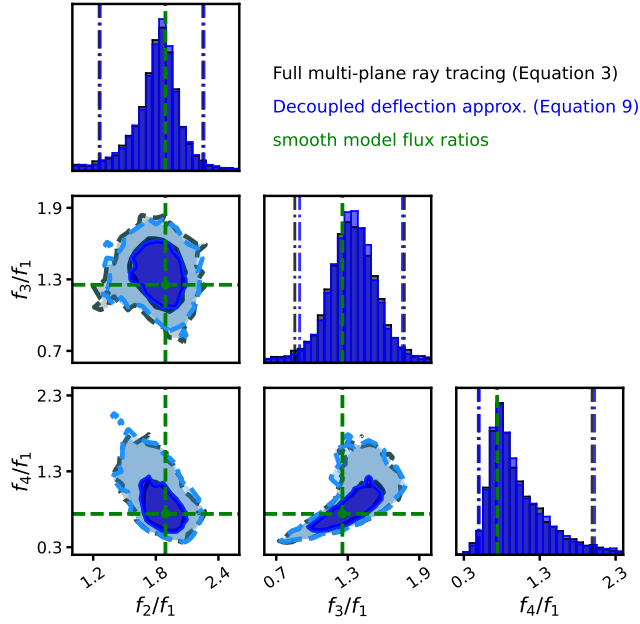 Full multi-plane ray tracing (Equation 3)
Decoupled deflection approx. (Equation 9)
smooth model flux ratios
1.9
1.3
0.7
f3/f1
2.3
1.3
0.3
f4/f1
1.2 1.8 2.4
f2/f1
0.7 1.3 1.9
f3/f1
0.3 1.3 2.3
f4/f1